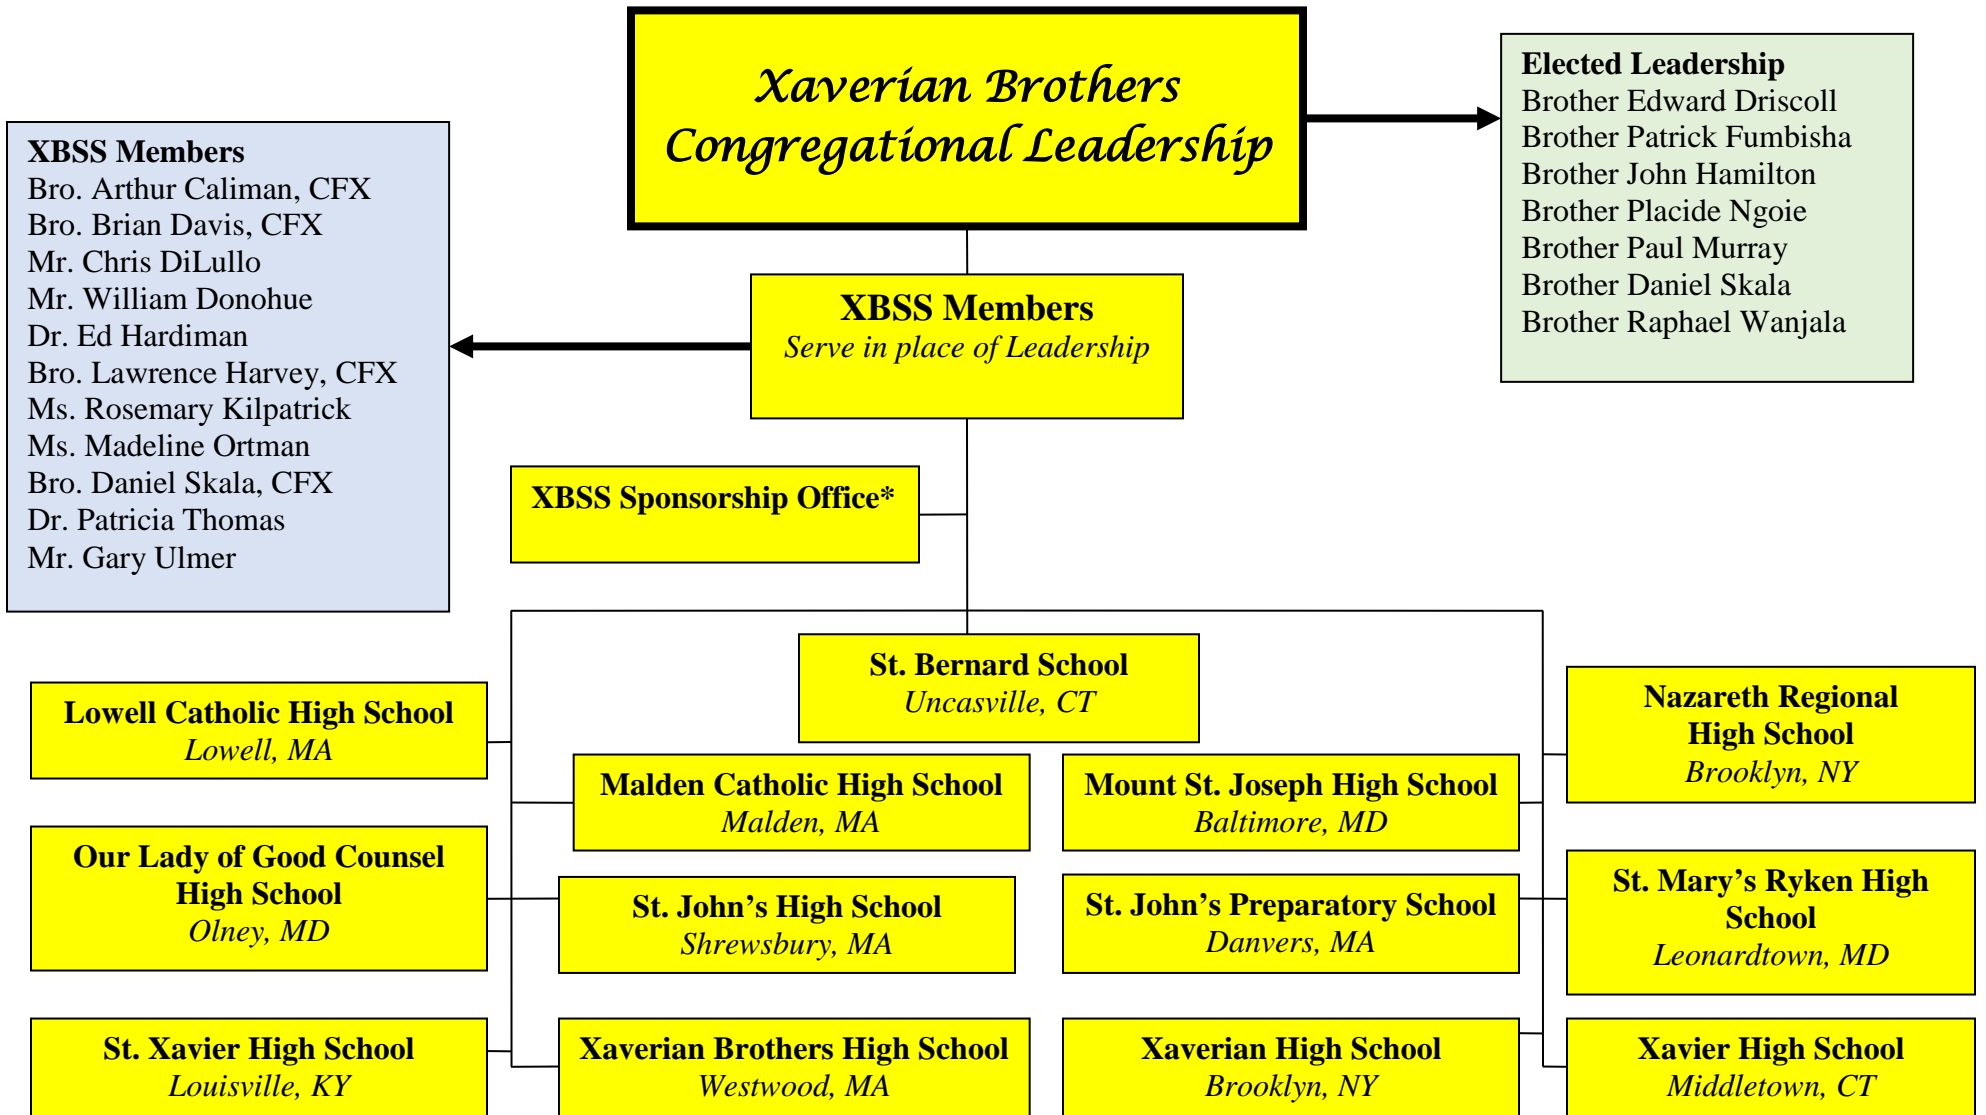 Xaverian Brothers
Congregational Leadership
Elected Leadership
Brother Edward Driscoll
Brother Patrick Fumbisha
Brother John Hamilton
Brother Placide Ngoie
Brother Paul Murray
Brother Daniel Skala
Brother Raphael Wanjala
XBSS Members
Bro. Arthur Caliman, CFX
Bro. Brian Davis, CFX
Mr. Chris DiLullo
Mr. William Donohue
Dr. Ed Hardiman
Bro. Lawrence Harvey, CFX
Ms. Rosemary Kilpatrick
Ms. Madeline Ortman
Bro. Daniel Skala, CFX
Dr. Patricia Thomas
Mr. Gary Ulmer
XBSS Members
Serve in place of Leadership
XBSS Sponsorship Office*
St. Bernard School
Uncasville, CT
Lowell Catholic High School
Lowell, MA
Nazareth Regional
High School
Brooklyn, NY
Malden Catholic High School
Malden, MA
Mount St. Joseph High School
Baltimore, MD
Our Lady of Good Counsel
High School
Olney, MD
St. John’s High School
Shrewsbury, MA
St. John’s Preparatory School
Danvers, MA
St. Mary’s Ryken High
School
Leonardtown, MD
St. Xavier High School
Louisville, KY
Xaverian Brothers High School
Westwood, MA
Xaverian High School
Brooklyn, NY
Xavier High School
Middletown, CT